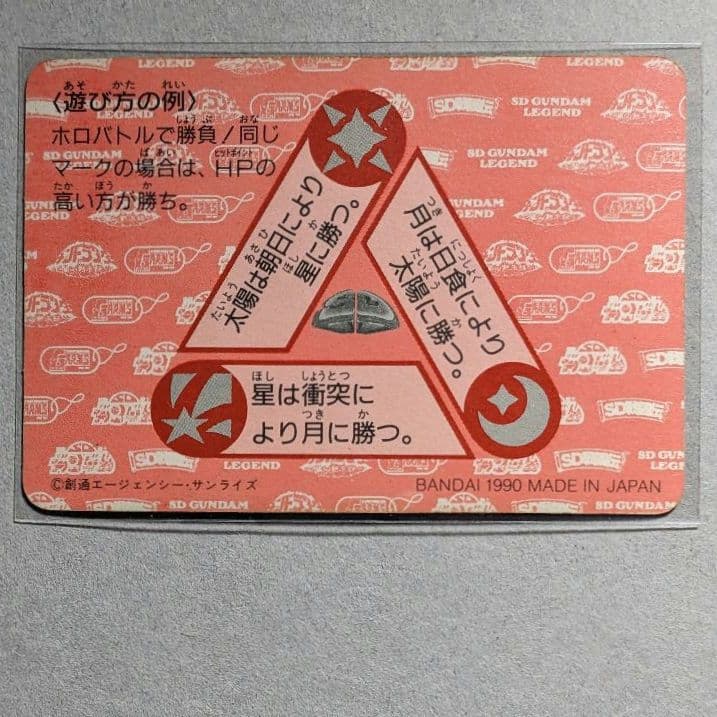 〈遊び方の例〉
ホロバトルで勝負！同じ
マークの場合は、HPの
高い方が勝ち。
太陽は朝日により
星に勝つ。
月は日食により
太陽に勝つ。
星は衝突に
より月に勝つ。
©創通エージェンシー・サンライズ
BANDAI 1990 MADE IN JAPAN
SD GUNDAM
LEGEND